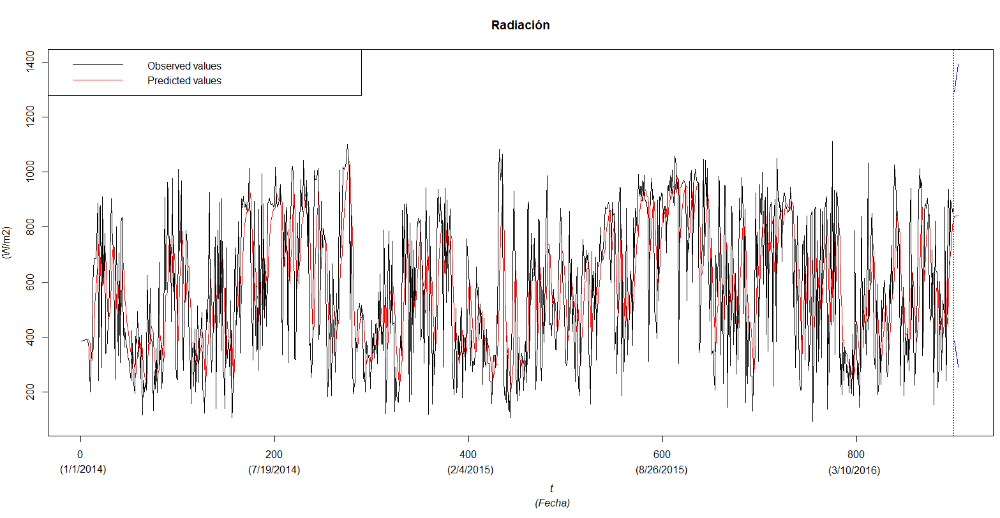 Radiación
Observed values
Predicted values
1400
1200
1000
800
600
400
200
(W/m2)
0 200 400 600 800
(1/1/2014) (7/19/2014) (2/4/2015) (8/26/2015) (3/10/2016)
t
(Fecha)